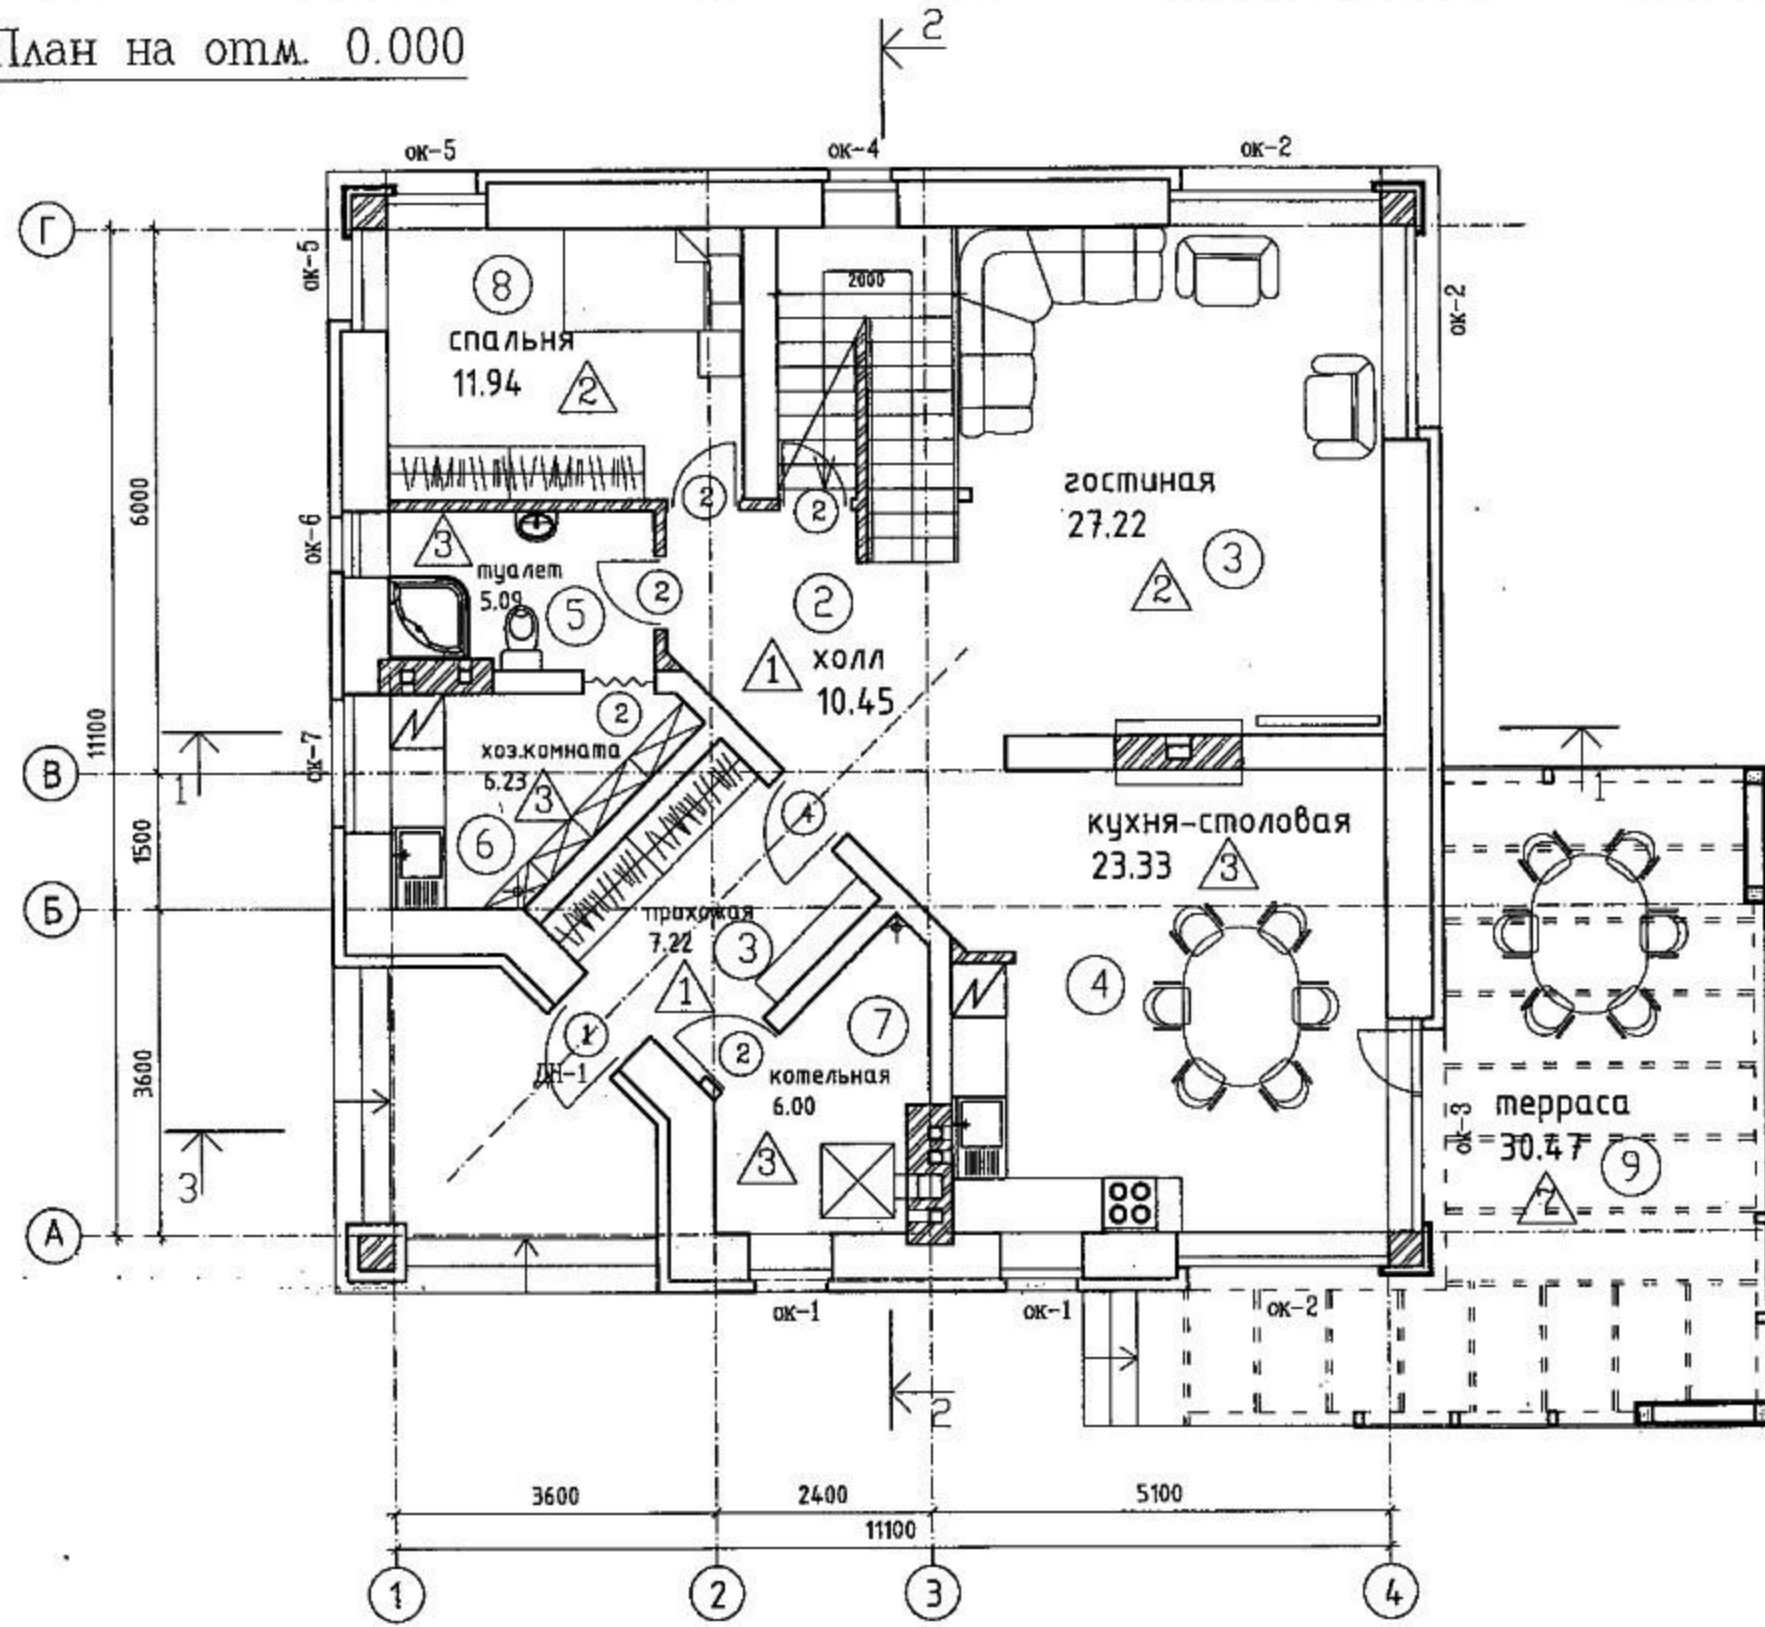 План на отм. 0.000
2
ок-5
ок-4
ок-2
Г
ок-5
8
спальня
11.94
2
2000
ок-2
6000
ок-6
2
2
гостиная
27.22
3
2
3
туалет
5.09
5
2
2
1
холл
10.45
11100
2
1
ок-7
хоз.комната
6.23
3
В
1
4
кухня-столовая
23.33
3
1500
6
Б
прихожая
7.22
3
1
4
7
1
2
ДН-1
3600
котельная
6.00
3
ок-3
терраса
30.47
9
7
3
А
ок-1
ок-1
ок-2
2
3600
2400
5100
11100
1
2
3
4